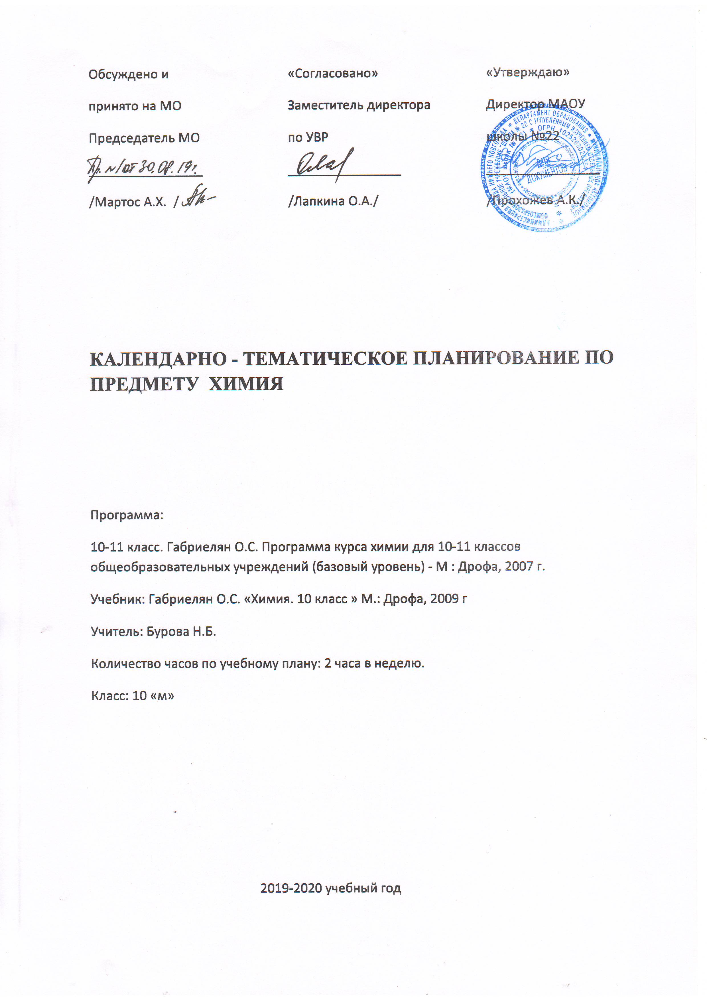 Обсуждено и
принято на МО
Председатель МО
Пр. №1 от 30.08.19г.
/Мартос А.Х. /
«Согласовано»
Заместитель директора
по УВР
/Лапкина О.А./
«Утверждаю»
Директор МАОУ
школы №22
/Прохожев А.К./
ДЕПАРТАМЕНТ ОБРАЗОВАНИЯ
ДЛЯ
ДОКУМЕНТОВ
КАЛЕНДАРНО - ТЕМАТИЧЕСКОЕ ПЛАНИРОВАНИЕ ПО
ПРЕДМЕТУ ХИМИЯ
Программа:
10-11 класс. Габриелян О.С. Программа курса химии для 10-11 классов
общеобразовательных учреждений (базовый уровень) - М : Дрофа, 2007 г.
Учебник: Габриелян О.С. «Химия. 10 класс » М.: Дрофа, 2009 г
Учитель: Бурова Н.Б.
Количество часов по учебному плану: 2 часа в неделю.
Класс: 10 «м»
2019-2020 учебный год